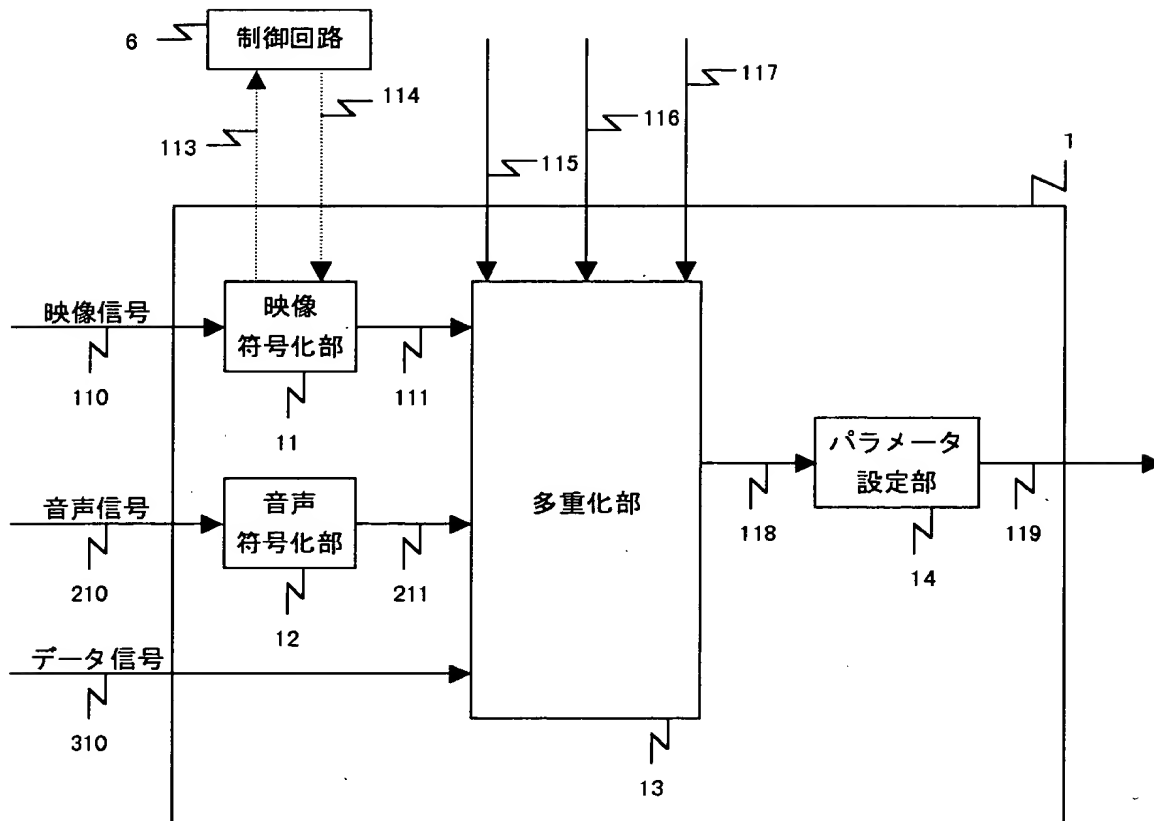 6
制御回路
117
114
116
113
115
1
映像信号
映像
符号化部
110
111
11
パラメータ
設定部
音声信号
音声
符号化部
多重化部
118
119
14
210
211
12
データ信号
310
13